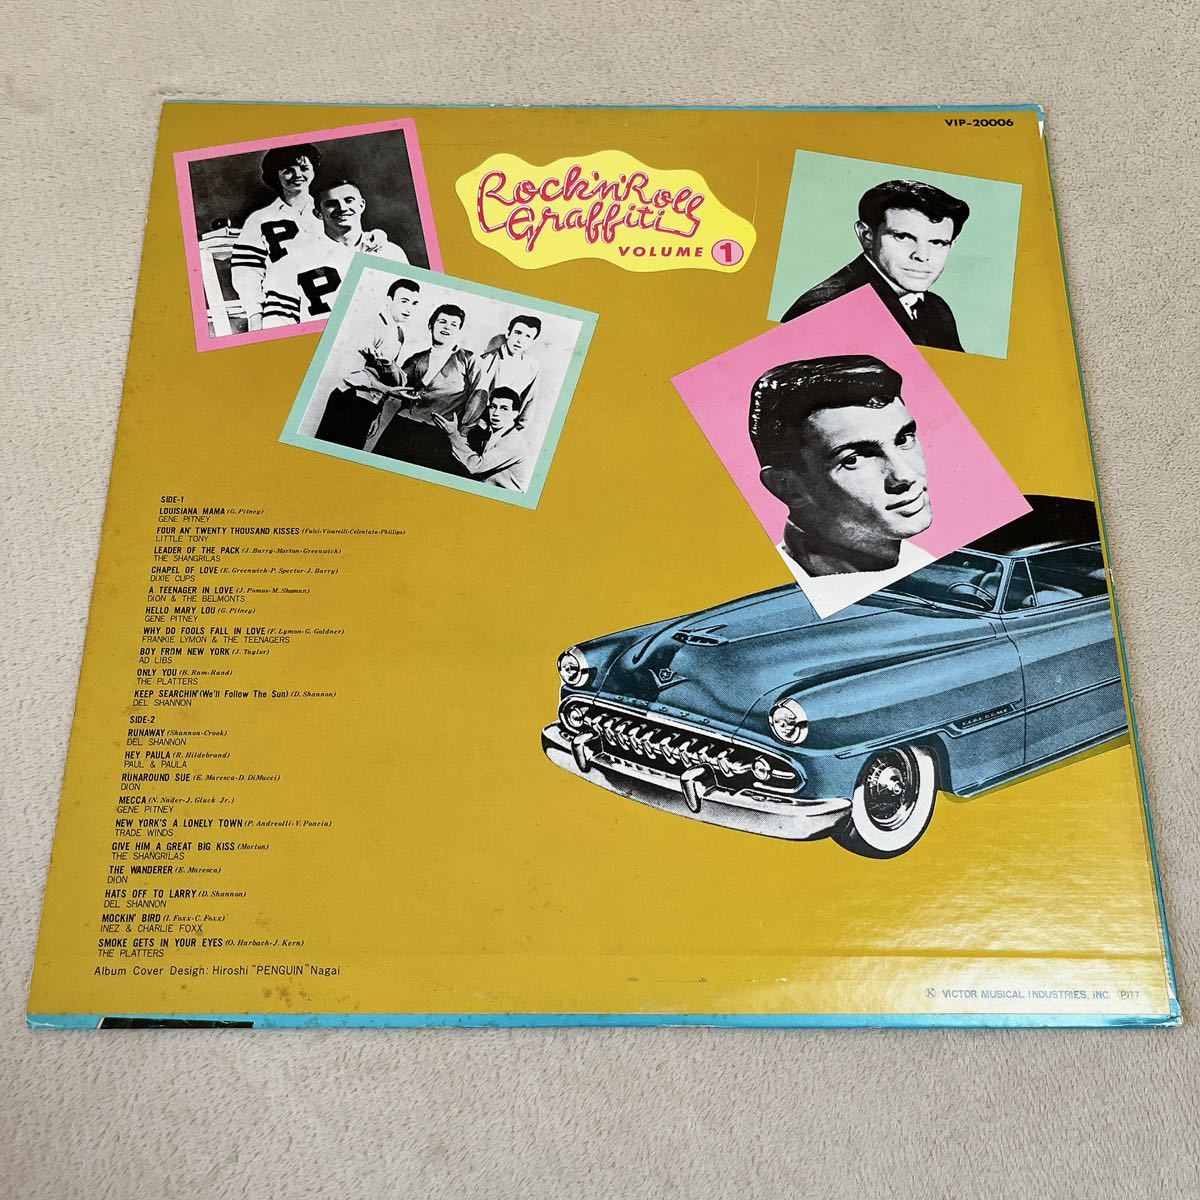 VIP-20006
Rock'n'Roll
Graffiti
VOLUME 1
P
P
SIDE-1
LOUISIANA MAMA (G. Pitney)
GENE PITNEY
FOUR AN' TWENTY THOUSAND KISSES (Fulci-Vivarelli-Celentato-Phillips)
LITTLE TONY
LEADER OF THE PACK (J. Barry-Morton-Greenwich)
THE SHANGRILAS
CHAPEL OF LOVE (E. Greenwich-P. Spector-J. Barry)
DIXIE CUPS
A TEENAGER IN LOVE (J. Pomus-M. Shuman)
DION & THE BELMONTS
HELLO MARY LOU (G. Pitney)
GENE PITNEY
WHY DO FOOLS FALL IN LOVE (F. Lymon-G. Goldner)
FRANKIE LYMON & THE TEENAGERS
BOY FROM NEW YORK (J. Taylor)
AD LIBS
ONLY YOU (B. Ram-Rand)
THE PLATTERS
KEEP SEARCHIN' (We'll Follow The Sun) (D. Shannon)
DEL SHANNON
SIDE-2
RUNAWAY (Shannon-Crook)
DEL SHANNON
HEY PAULA (R. Hildebrand)
PAUL & PAULA
RUNAROUND SUE (E. Maresca-D. DiMucci)
DION
MECCA (N. Nader-J. Gluck Jr.)
GENE PITNEY
NEW YORK'S A LONELY TOWN (P. Andreolli-V. Poncia)
TRADE WINDS
GIVE HIM A GREAT BIG KISS (Morton)
THE SHANGRILAS
THE WANDERER (E. Maresca)
DION
HATS OFF TO LARRY (D. Shannon)
DEL SHANNON
MOCKIN' BIRD (I. Foxx-C. Foxx)
INEZ & CHARLIE FOXX
SMOKE GETS IN YOUR EYES (O. Harbach-J. Kern)
THE PLATTERS
Album Cover Design: Hiroshi "PENGUIN" Nagai
Ⓚ VICTOR MUSICAL INDUSTRIES, INC. Ⓟ77